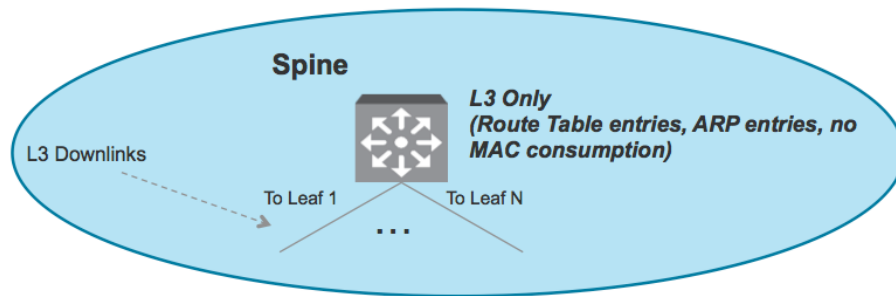 Spine
L3 Only
(Route Table entries, ARP entries, no
MAC consumption)
L3 Downlinks
To Leaf 1
To Leaf N
...